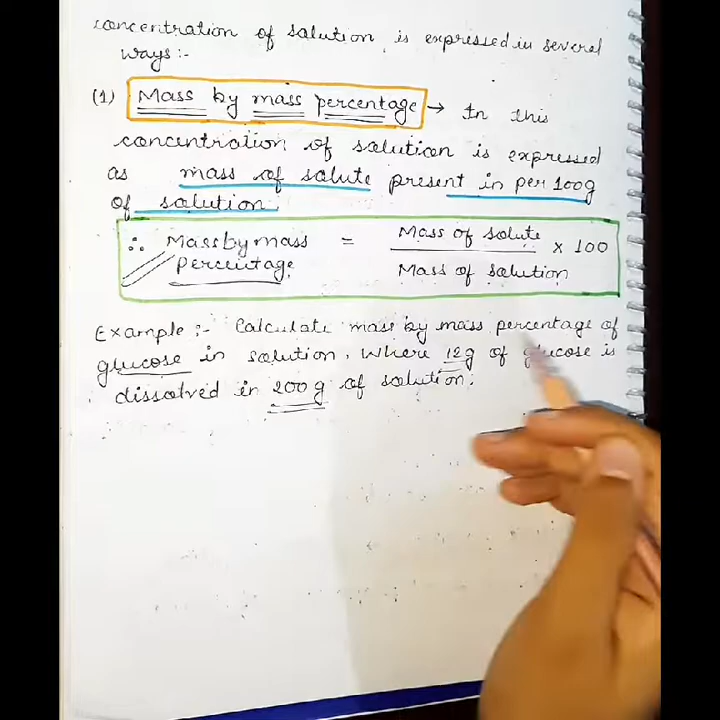 concentration of solution is expressed in several
ways :-
(1) Mass by mass percentage → In this
concentration of solution is expressed
as mass of solute present in per 100g
of solution.
∴ Mass by mass percentage = Mass of solute / Mass of solution × 100
Example :- Calculate mass by mass percentage of
glucose in solution, where 12g of glucose is
dissolved in 200g of solution.